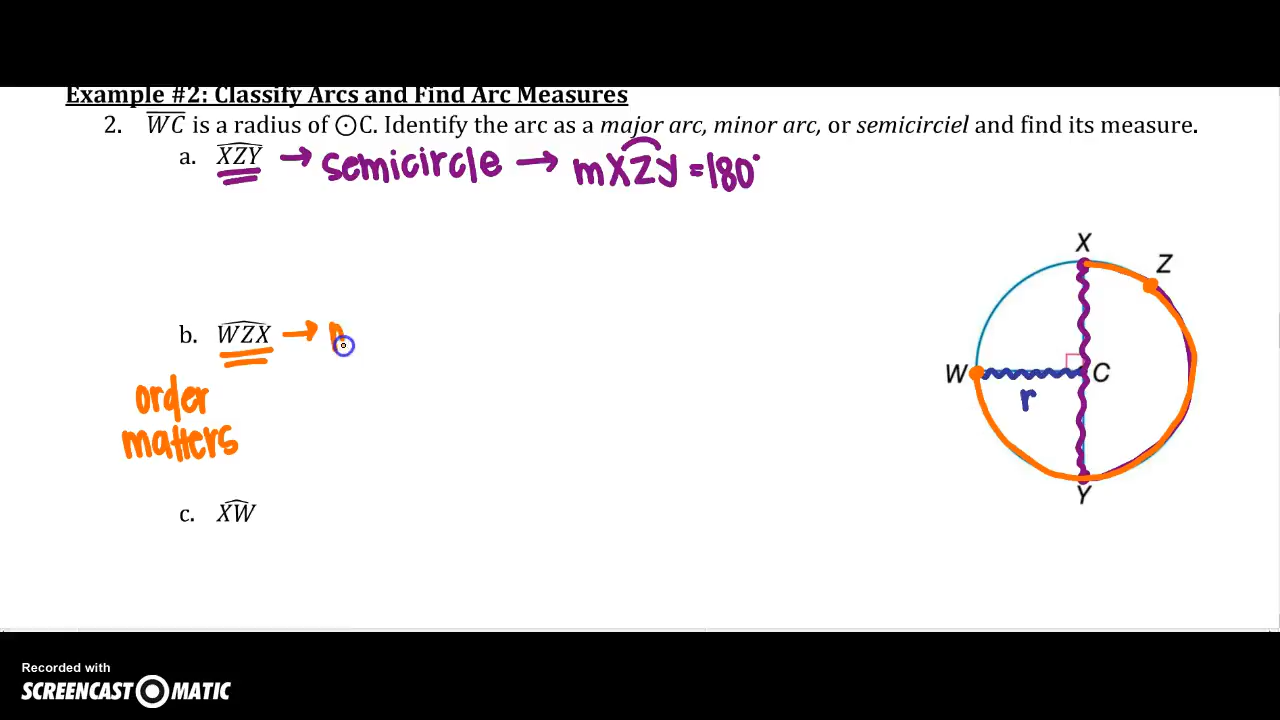 Example #2: Classify Arcs and Find Arc Measures
2. WC is a radius of ⊙C. Identify the arc as a major arc, minor arc, or semicirciel and find its measure.
a. XZY → semicircle → mXZY = 180°
X
Z
b. WZX →
W
C
r
order
matters
Y
c. XW
Recorded with
SCREENCAST-O-MATIC